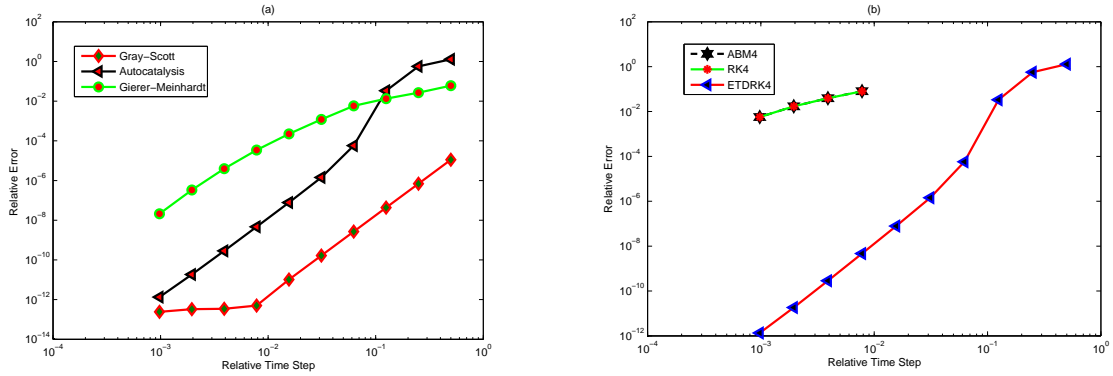 (a)
10^2
10^0
10^−2
10^−4
10^−6
10^−8
10^−10
10^−12
10^−14
Relative Error
Gray−Scott
Autocatalysis
Gierer−Meinhardt
10^−4
10^−3
10^−2
10^−1
10^0
Relative Time Step
(b)
10^2
10^0
10^−2
10^−4
10^−6
10^−8
10^−10
10^−12
Relative Error
ABM4
RK4
ETDRK4
10^−4
10^−3
10^−2
10^−1
10^0
Relative Time Step